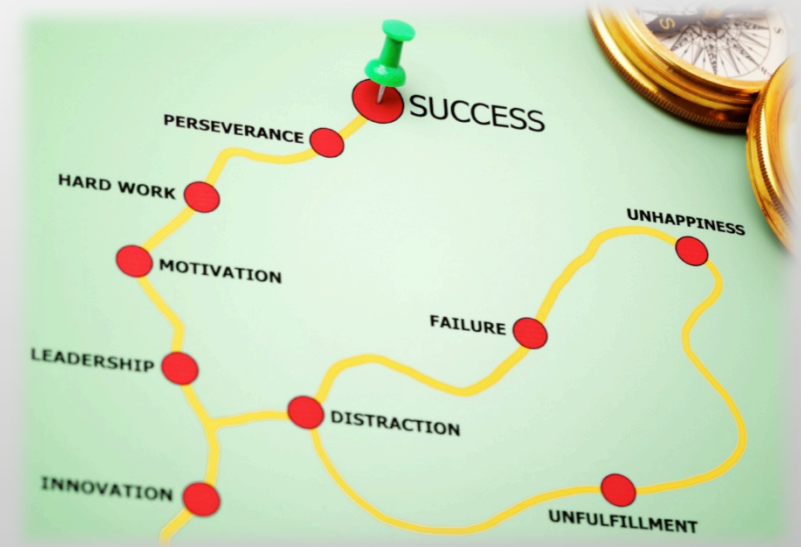 SUCCESS
PERSEVERANCE
HARD WORK
UNHAPPINESS
MOTIVATION
FAILURE
LEADERSHIP
DISTRACTION
INNOVATION
UNFULFILLMENT